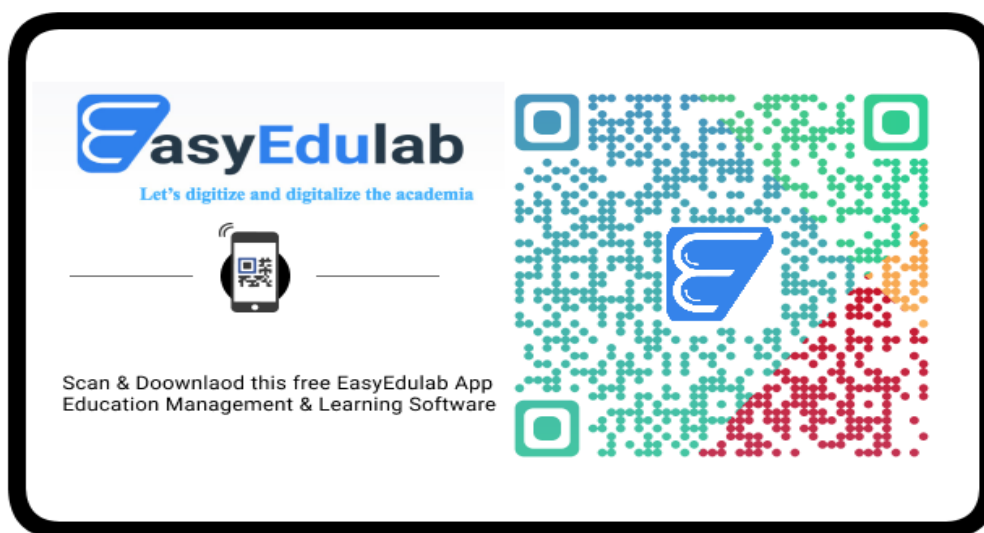 EasyEdulab
Let's digitize and digitalize the academia
Scan & Doownlaod this free EasyEdulab App
Education Management & Learning Software